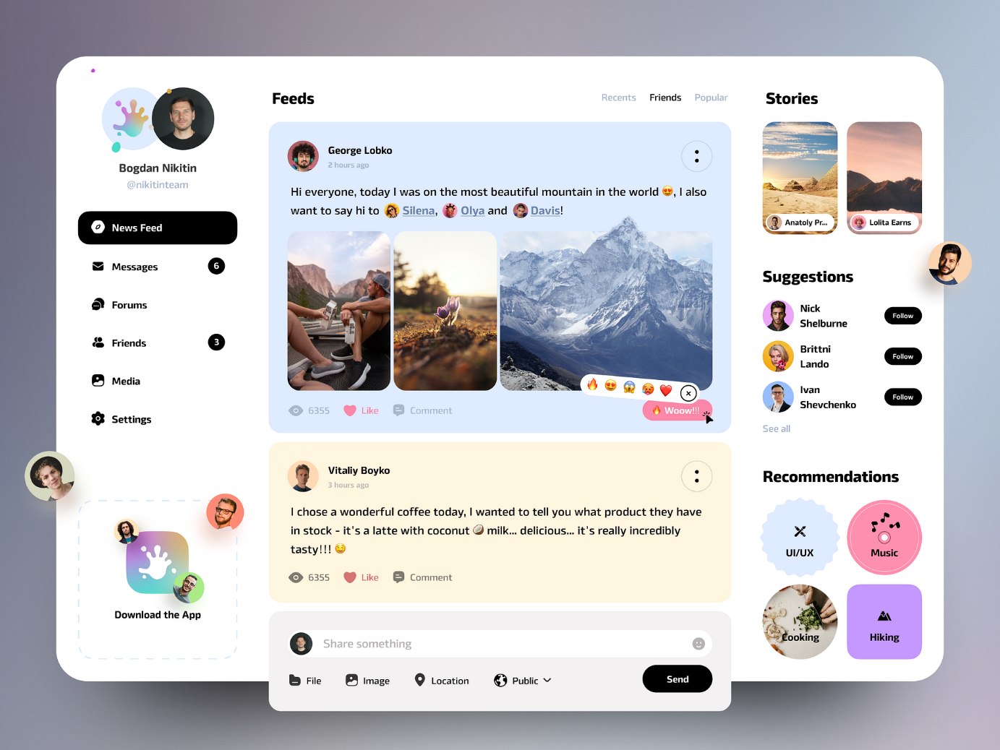 Bogdan Nikitin
@nikitinteam
News Feed
Messages
6
Forums
Friends
3
Media
Settings
Download the App
Feeds
Recents
Friends
Popular
George Lobko
2 hours ago
Hi everyone, today I was on the most beautiful mountain in the world 😍, I also
want to say hi to Silena, Olya and Davis!
6355
Like
Comment
🔥 Woow!!!
Vitaliy Boyko
3 hours ago
I chose a wonderful coffee today, I wanted to tell you what product they have
in stock - it's a latte with coconut 🥥 milk... delicious... it's really incredibly
tasty!!! 😋
6355
Like
Comment
Share something
File
Image
Location
Public
Send
Stories
Anatoly Pr...
Lolita Earns
Suggestions
Nick
Shelburne
Follow
Brittni
Lando
Follow
Ivan
Shevchenko
Follow
See all
Recommendations
UI/UX
Music
Cooking
Hiking